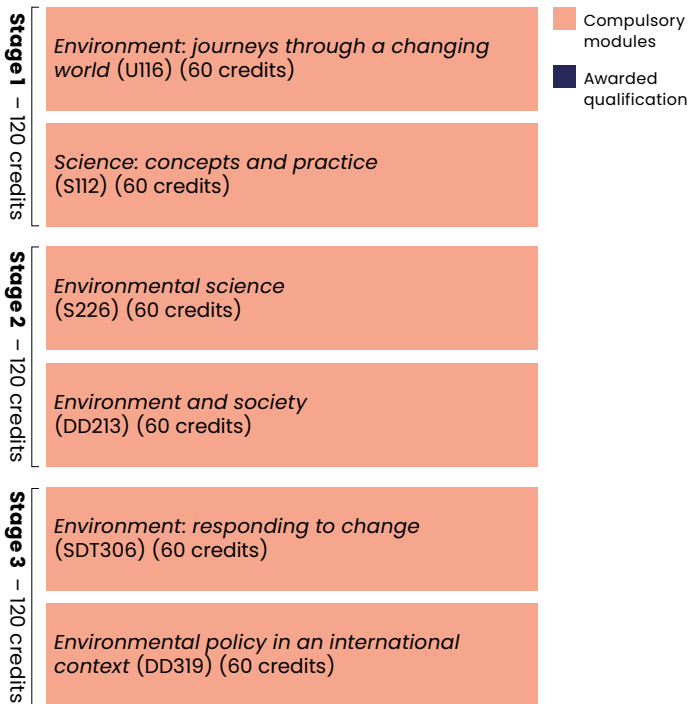 Stage 1 – 120 credits
Environment: journeys through a changing
world (U116) (60 credits)
Science: concepts and practice
(S112) (60 credits)
Stage 2 – 120 credits
Environmental science
(S226) (60 credits)
Environment and society
(DD213) (60 credits)
Stage 3 – 120 credits
Environment: responding to change
(SDT306) (60 credits)
Environmental policy in an international
context (DD319) (60 credits)
Compulsory
modules
Awarded
qualification